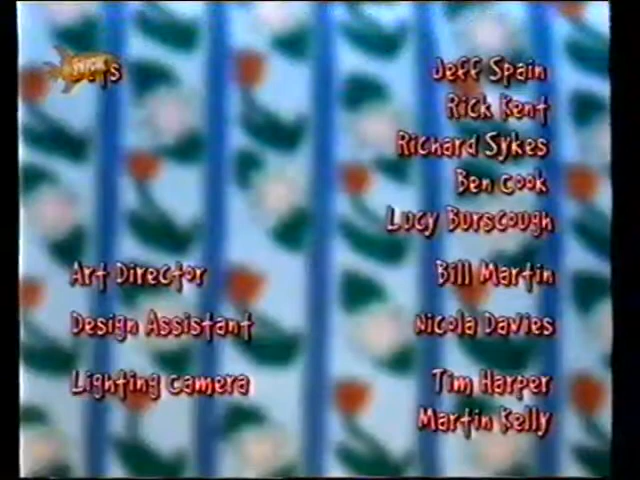 NICK
Jeff Spain
Rick Kent
Richard Sykes
Ben Cook
Lucy Burscough
Art Director Bill Martin
Design Assistant Nicola Davies
Lighting camera Tim Harper
Martin Kelly